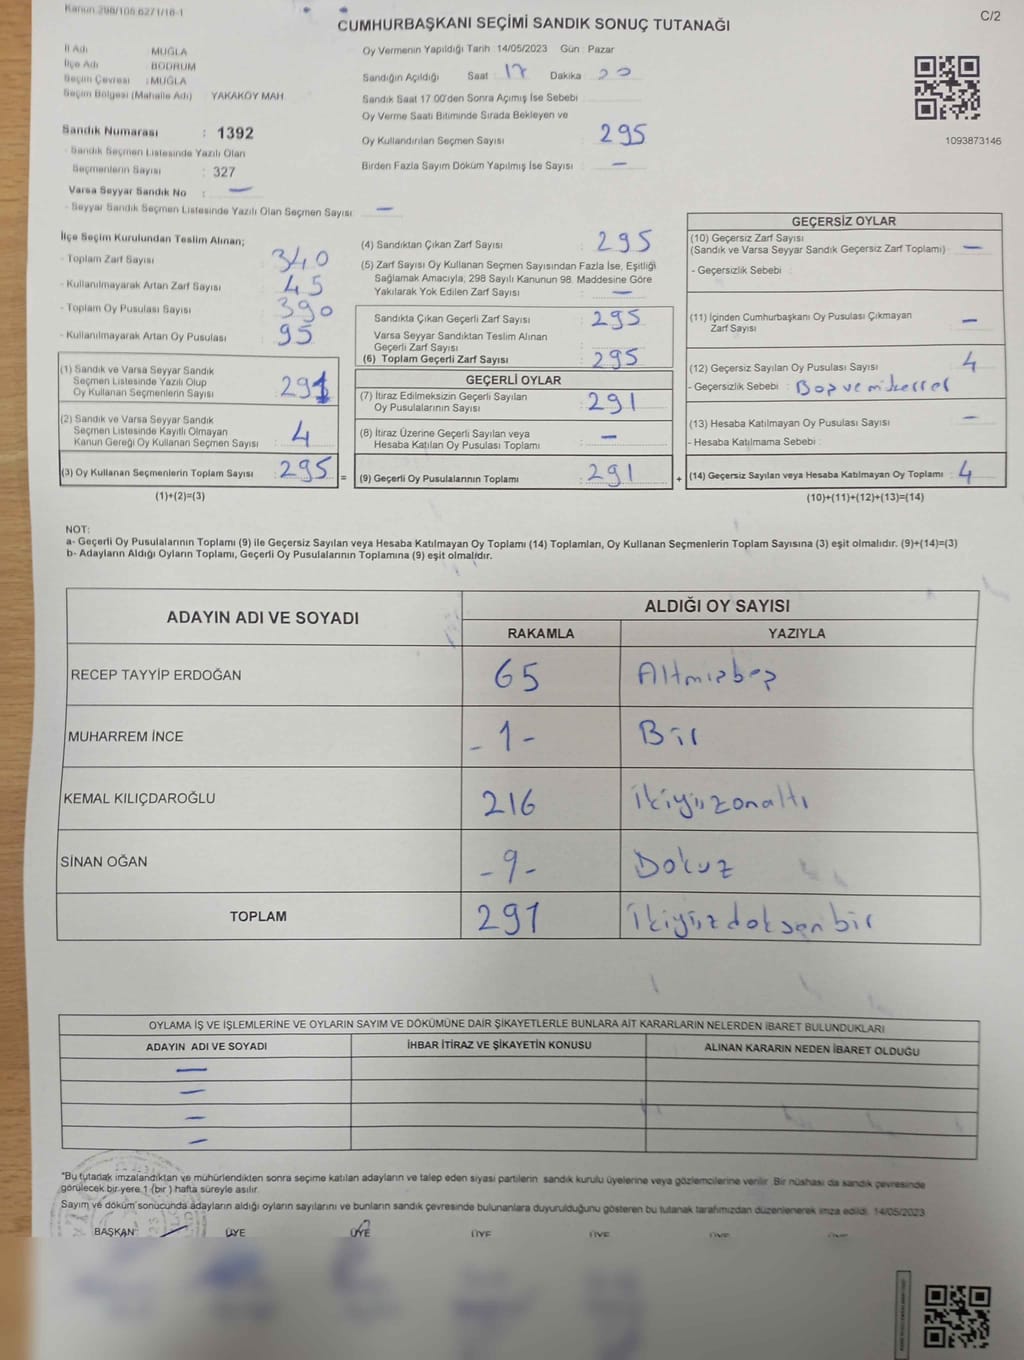 Kanun 298/106 6271/16-1
C/2
CUMHURBAŞKANI SEÇİMİ SANDIK SONUÇ TUTANAĞI
İl Adı MUĞLA
İlçe Adı BODRUM
Seçim Çevresi : MUĞLA
Seçim Bölgesi (Mahalle Adı) YAKAKÖY MAH.
Sandık Numarası : 1392
- Sandık Seçmen Listesinde Yazılı Olan
Seçmenlerin Sayısı : 327
Varsa Seyyar Sandık No : —
- Seyyar Sandık Seçmen Listesinde Yazılı Olan Seçmen Sayısı —
Oy Vermenin Yapıldığı Tarih 14/05/2023 Gün : Pazar
Sandığın Açıldığı Saat 17 Dakika
Sandık Saat 17 00'den Sonra Açımış İse Sebebi
Oy Verme Saati Bitiminde Sırada Bekleyen ve
Oy Kullandırılan Seçmen Sayısı 295
Birden Fazla Sayım Döküm Yapılmış İse Sayısı —
1093873146
İlçe Seçim Kurulundan Teslim Alınan;
- Toplam Zarf Sayısı 340
- Kullanılmayarak Artan Zarf Sayısı 45
- Toplam Oy Pusulası Sayısı 390
- Kullanılmayarak Artan Oy Pusulası 95
(1) Sandık ve Varsa Seyyar Sandık
Seçmen Listesinde Yazılı Olup
Oy Kullanan Seçmenlerin Sayısı : 291
(2) Sandık ve Varsa Seyyar Sandık
Seçmen Listesinde Kayıtlı Olmayan
Kanun Gereği Oy Kullanan Seçmen Sayısı : 4
(3) Oy Kullanan Seçmenlerin Toplam Sayısı : 295 =
(1)+(2)=(3)
(4) Sandıktan Çıkan Zarf Sayısı : 295
(5) Zarf Sayısı Oy Kullanan Seçmen Sayısından Fazla İse, Eşitliği
Sağlamak Amacıyla, 298 Sayılı Kanunun 98. Maddesine Göre
Yakılarak Yok Edilen Zarf Sayısı : —
Sandıkta Çıkan Geçerli Zarf Sayısı : 295
Varsa Seyyar Sandıktan Teslim Alınan
Geçerli Zarf Sayısı
(6) Toplam Geçerli Zarf Sayısı : 295
GEÇERLİ OYLAR
(7) İtiraz Edilmeksizin Geçerli Sayılan
Oy Pusulalarının Sayısı : 291
(8) İtiraz Üzerine Geçerli Sayılan veya
Hesaba Katılan Oy Pusulası Toplamı : —
(9) Geçerli Oy Pusulalarının Toplamı : 291 +
GEÇERSİZ OYLAR
(10) Geçersiz Zarf Sayısı
(Sandık ve Varsa Seyyar Sandık Geçersiz Zarf Toplamı) —
- Geçersizlik Sebebi :
(11) İçinden Cumhurbaşkanı Oy Pusulası Çıkmayan
Zarf Sayısı —
(12) Geçersiz Sayılan Oy Pusulası Sayısı 4
- Geçersizlik Sebebi : Boş ve mükerrer
(13) Hesaba Katılmayan Oy Pusulası Sayısı —
- Hesaba Katılmama Sebebi :
(14) Geçersiz Sayılan veya Hesaba Katılmayan Oy Toplamı : 4
(10)+(11)+(12)+(13)=(14)
NOT:
a- Geçerli Oy Pusulalarının Toplamı (9) ile Geçersiz Sayılan veya Hesaba Katılmayan Oy Toplamı (14) Toplamları, Oy Kullanan Seçmenlerin Toplam Sayısına (3) eşit olmalıdır. (9)+(14)=(3)
b- Adayların Aldığı Oyların Toplamı, Geçerli Oy Pusulalarının Toplamına (9) eşit olmalıdır.
ADAYIN ADI VE SOYADI ALDIĞI OY SAYISI
RAKAMLA YAZIYLA
RECEP TAYYİP ERDOĞAN 65 Altmışbeş
MUHARREM İNCE -1- Bir
KEMAL KILIÇDAROĞLU 216 ikiyüzonaltı
SİNAN OĞAN -9- Dokuz
TOPLAM 291 ikiyüzdoksanbir
OYLAMA İŞ VE İŞLEMLERİNE VE OYLARIN SAYIM VE DÖKÜMÜNE DAİR ŞİKAYETLERLE BUNLARA AİT KARARLARIN NELERDEN İBARET BULUNDUKLARI
ADAYIN ADI VE SOYADI İHBAR İTİRAZ VE ŞİKAYETİN KONUSU ALINAN KARARIN NEDEN İBARET OLDUĞU
—
—
—
—
*Bu tutanak imzalandıktan ve mühürlendikten sonra seçime katılan adayların ve talep eden siyasi partilerin sandık kurulu üyelerine veya gözlemcilerine verilir. Bir nüshası da sandık çevresinde
görülecek bir yere 1 (bir ) hafta süreyle asılır.
Sayım ve döküm sonucunda adayların aldığı oyların sayılarını ve bunların sandık çevresinde bulunanlara duyurulduğunu gösteren bu tutanak tarafımızdan düzenlenerek imza edildi. 14/05/2023
BAŞKAN ÜYE ÜYE ÜYE ÜYE ÜYE